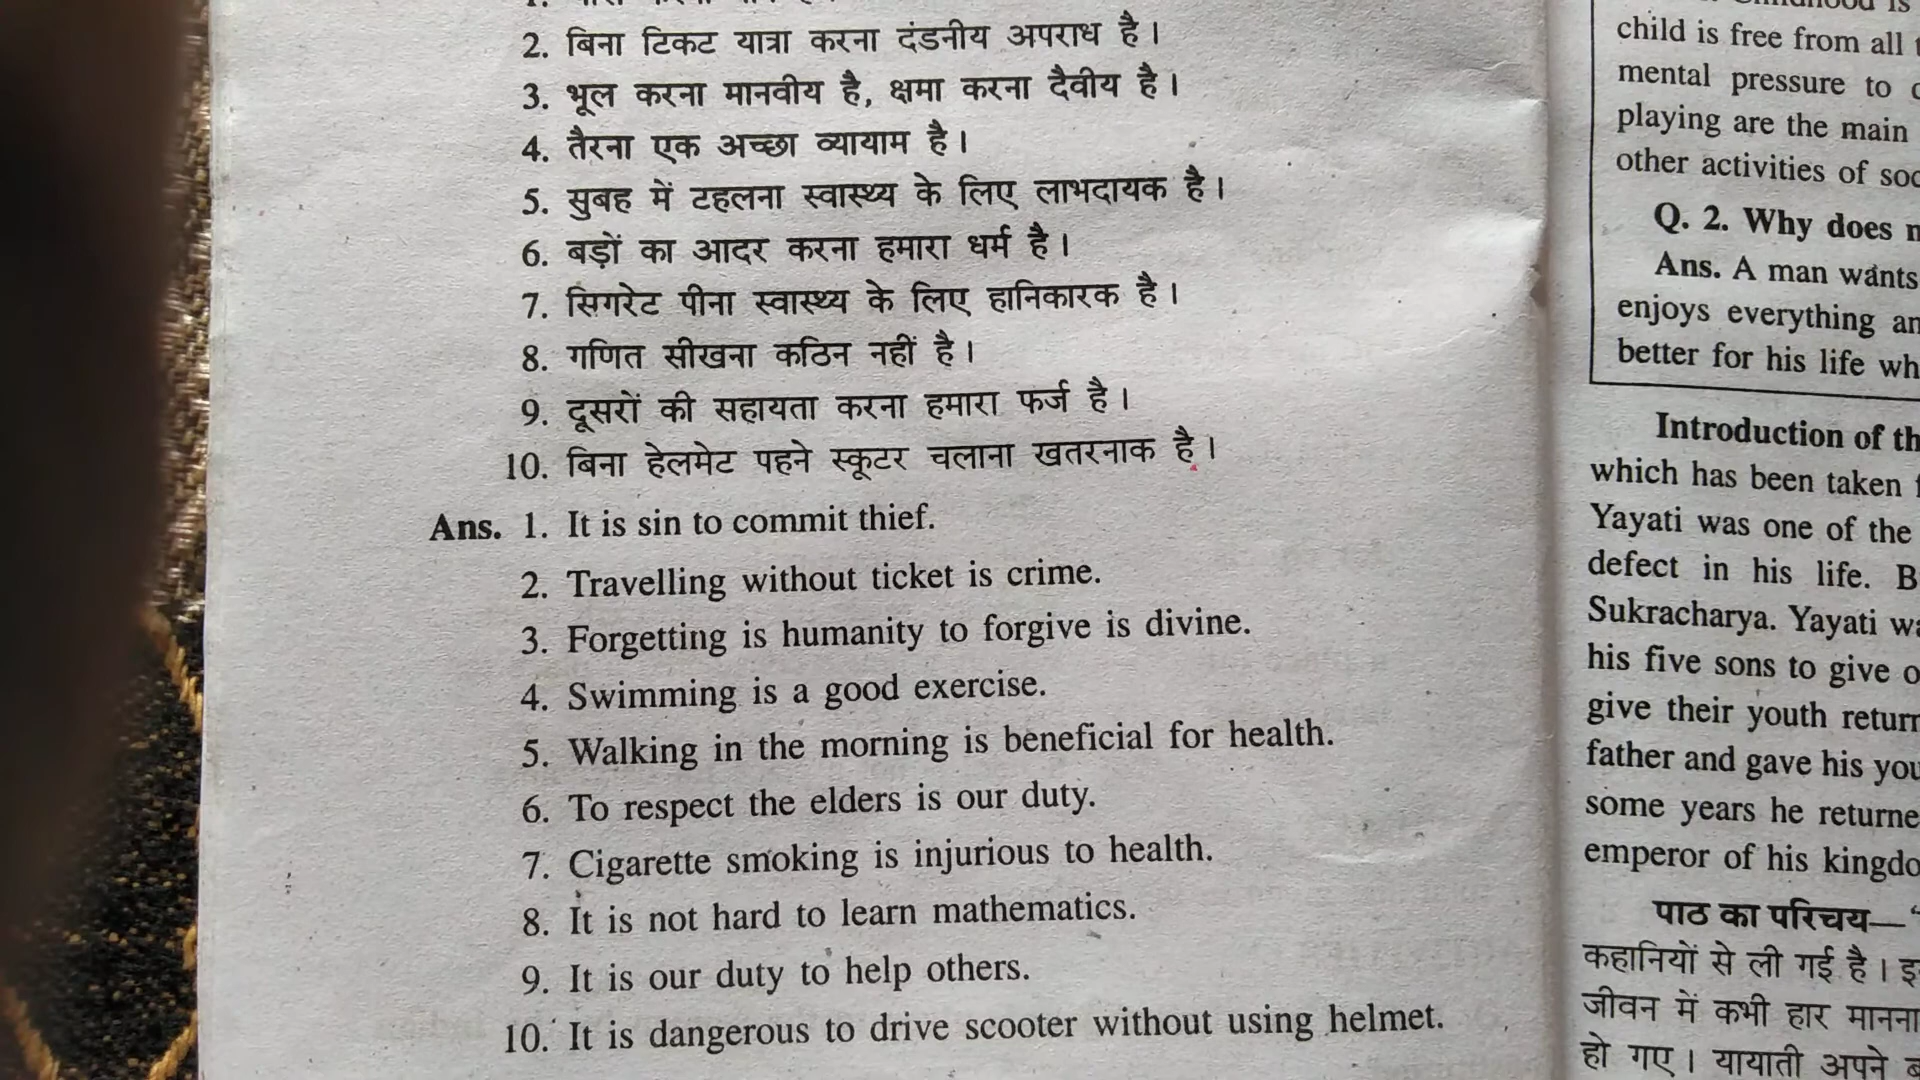 2. बिना टिकट यात्रा करना दंडनीय अपराध है।
3. भूल करना मानवीय है, क्षमा करना दैवीय है।
4. तैरना एक अच्छा व्यायाम है।
5. सुबह में टहलना स्वास्थ्य के लिए लाभदायक है।
6. बड़ों का आदर करना हमारा धर्म है।
7. सिगरेट पीना स्वास्थ्य के लिए हानिकारक है।
8. गणित सीखना कठिन नहीं है।
9. दूसरों की सहायता करना हमारा फर्ज है।
10. बिना हेलमेट पहने स्कूटर चलाना खतरनाक है।
Ans. 1. It is sin to commit thief.
2. Travelling without ticket is crime.
3. Forgetting is humanity to forgive is divine.
4. Swimming is a good exercise.
5. Walking in the morning is beneficial for health.
6. To respect the elders is our duty.
7. Cigarette smoking is injurious to health.
8. It is not hard to learn mathematics.
9. It is our duty to help others.
10. It is dangerous to drive scooter without using helmet.
child is free from all
mental pressure to
playing are the main
other activities of
Q. 2. Why does
Ans. A man wants
enjoys everything
better for his life
Introduction of
which has been taken
Yayati was one of the
defect in his life.
Sukracharya. Yayati
his five sons to give
give their youth
father and gave his
some years he
emperor of his
पाठ का परिचय—
कहानियों से ली गई है।
जीवन में कभी हार मानना
हो गए। यायाती अपने